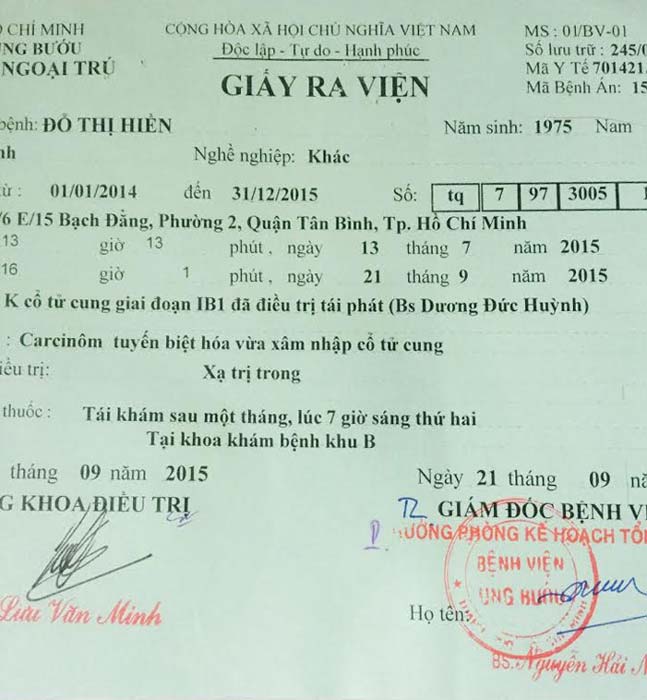 CHÍ MINH
CỘNG HÒA XÃ HỘI CHỦ NGHĨA VIỆT NAM
MS : 01/BV-01
NG BƯỚU
Độc lập - Tự do - Hạnh phúc
Số lưu trữ : 245/0
NGOẠI TRÚ
GIẤY RA VIỆN
Mã Y Tế 701421
Mã Bệnh Án: 15
bệnh: ĐỖ THỊ HIỀN
Năm sinh: 1975 Nam
nh
Nghề nghiệp: Khác
từ : 01/01/2014 đến 31/12/2015 Số: tq 7 97 3005 1
/6 E/15 Bạch Đằng, Phường 2, Quận Tân Bình, Tp. Hồ Chí Minh
13 giờ 13 phút , ngày 13 tháng 7 năm 2015
16 giờ 1 phút , ngày 21 tháng 9 năm 2015
K cổ tử cung giai đoạn IB1 đã điều trị tái phát (Bs Dương Đức Huỳnh)
: Carcinôm tuyến biệt hóa vừa xâm nhập cổ tử cung
iều trị: Xạ trị trong
thuốc : Tái khám sau một tháng, lúc 7 giờ sáng thứ hai
Tại khoa khám bệnh khu B
tháng 09 năm 2015
Ngày 21 tháng 09 nă
G KHOA ĐIỀU TRỊ
TL GIÁM ĐỐC BỆNH VI
P. ƯỞNG PHÒNG KẾ HOẠCH TỔN
BỆNH VIỆN
UNG BƯỚU
Họ tên:
Lưu Văn Minh
BS. Nguyễn Hải N